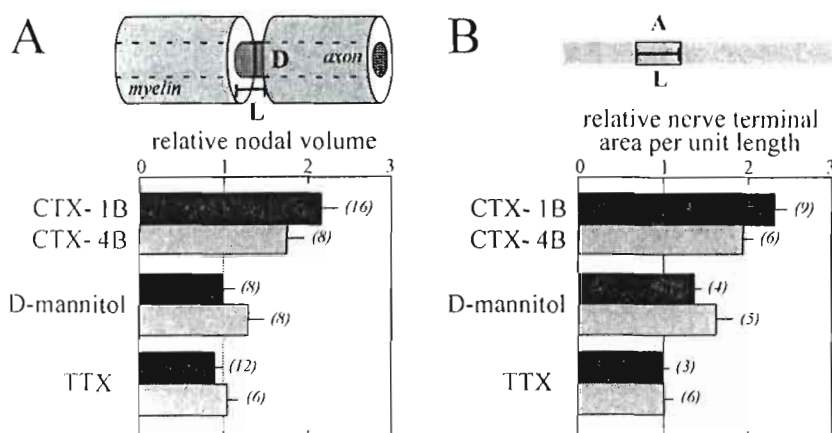 A
myelin
D
axon
L
relative nodal volume
0 1 2 3
CTX- 1B
(16)
CTX- 4B
(8)
D-mannitol
(8)
(8)
TTX
(12)
(6)
B
A
L
relative nerve terminal
area per unit length
0 1 2 3
CTX- 1B
(9)
CTX- 4B
(6)
D-mannitol
(4)
(5)
TTX
(3)
(6)